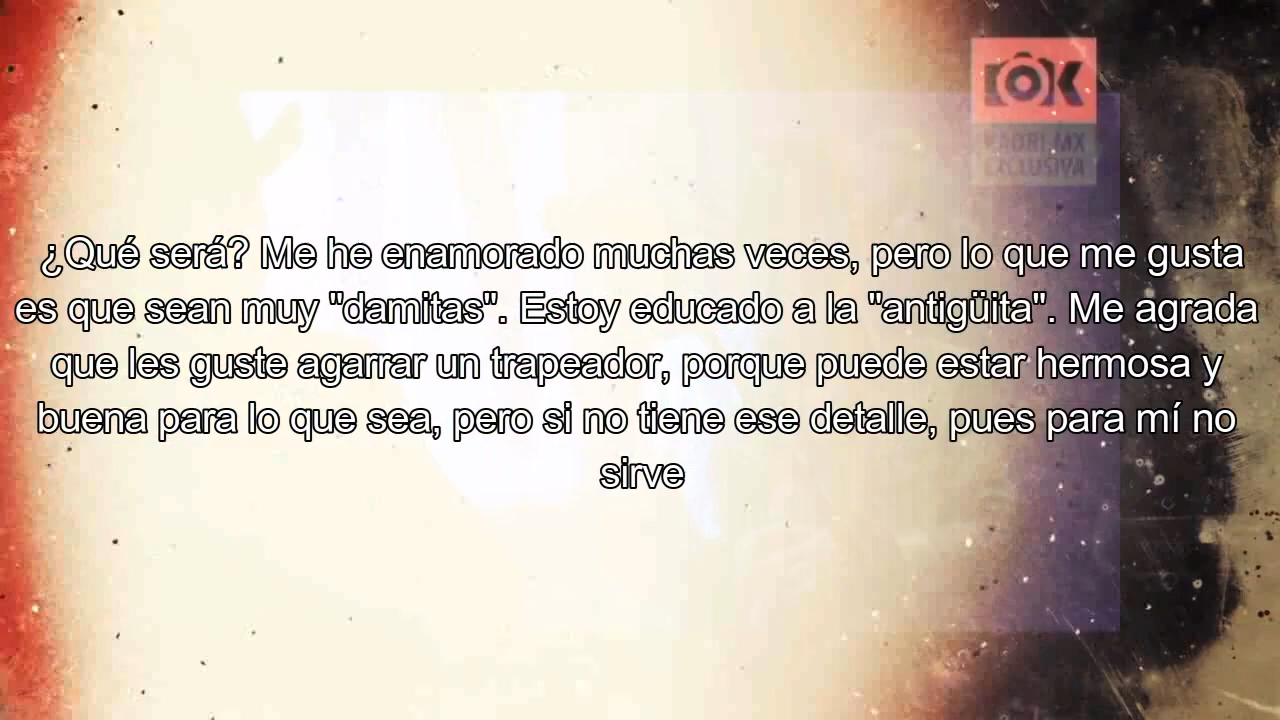 OK
EXCLUSIVA
¿Qué será? Me he enamorado muchas veces, pero lo que me gusta
es que sean muy "damitas". Estoy educado a la "antigüita". Me agrada
que les guste agarrar un trapeador, porque puede estar hermosa y
buena para lo que sea, pero si no tiene ese detalle, pues para mí no
sirve